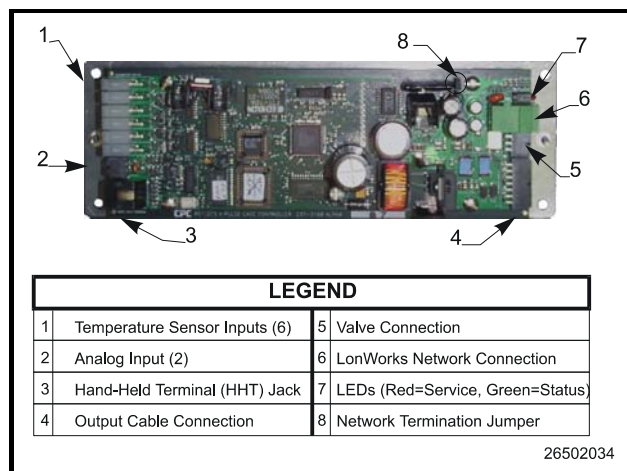 1
8
7
6
2
5
3
4
CPC
LEGEND
1 Temperature Sensor Inputs (6) 5 Valve Connection
2 Analog Input (2) 6 LonWorks Network Connection
3 Hand-Held Terminal (HHT) Jack 7 LEDs (Red=Service, Green=Status)
4 Output Cable Connection 8 Network Termination Jumper
26502034